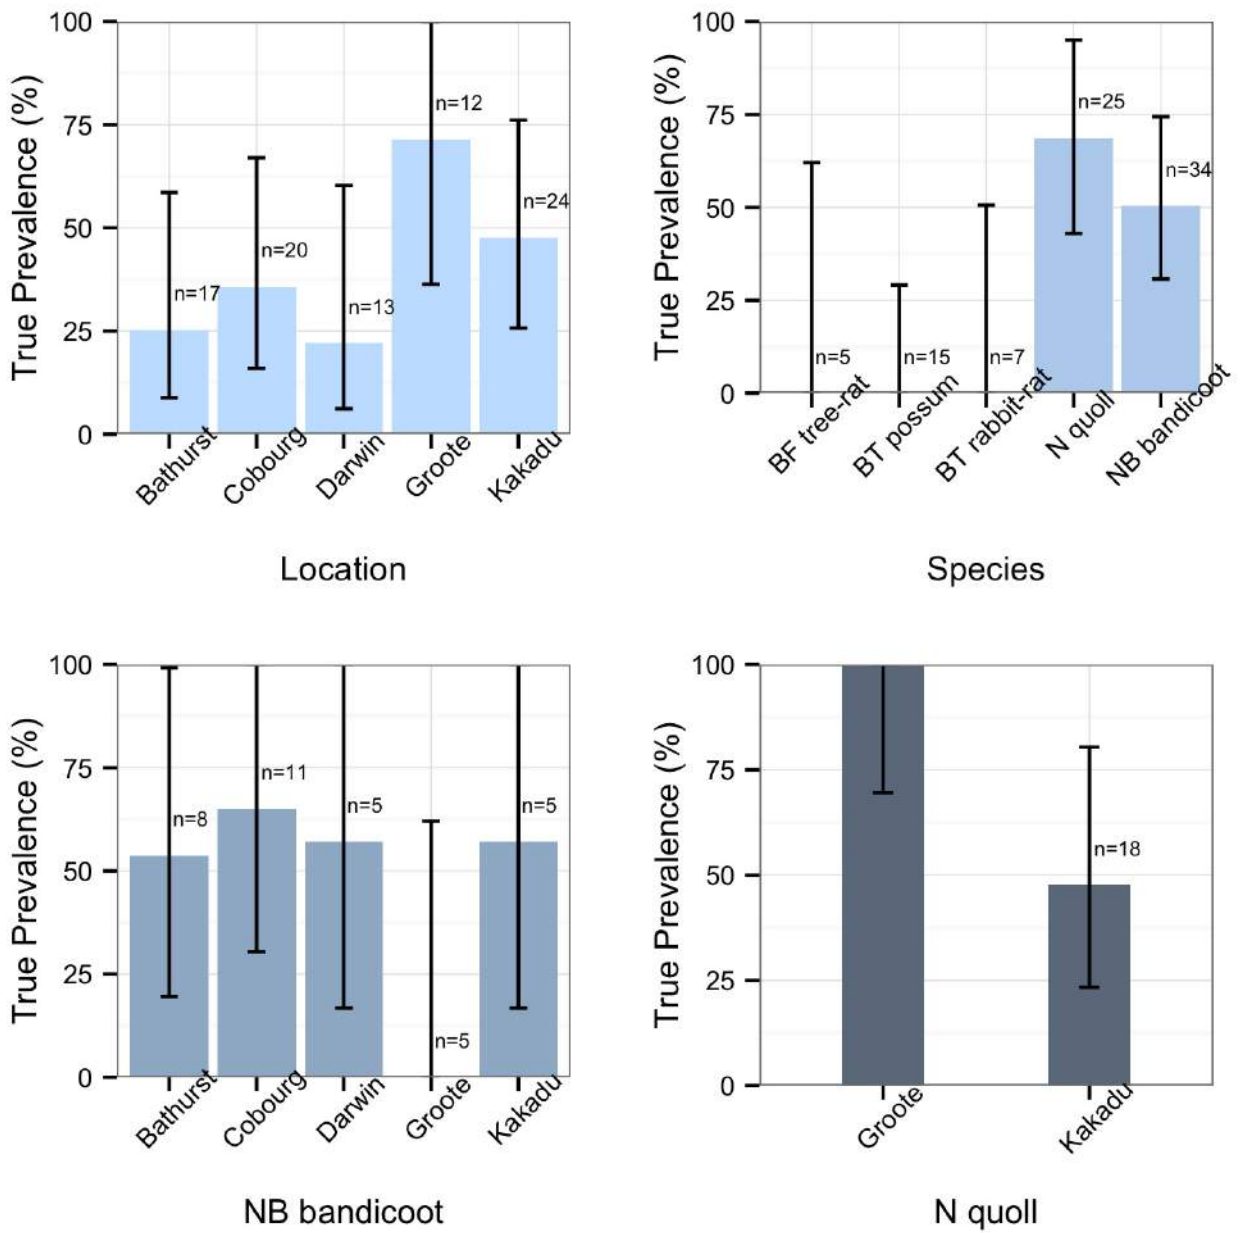 True Prevalence (%)
100
75
50
25
0
n=17
n=20
n=13
n=12
n=24
Bathurst
Cobourg
Darwin
Groote
Kakadu
Location
True Prevalence (%)
100
75
50
25
0
n=5
n=15
n=7
n=25
n=34
BF tree-rat
BT possum
BT rabbit-rat
N quoll
NB bandicoot
Species
True Prevalence (%)
100
75
50
25
0
n=8
n=11
n=5
n=5
n=5
Bathurst
Cobourg
Darwin
Groote
Kakadu
NB bandicoot
True Prevalence (%)
100
75
50
25
0
n=18
Groote
Kakadu
N quoll